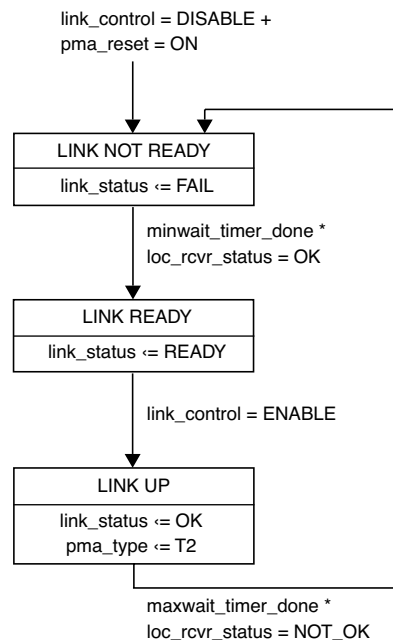 link_control = DISABLE +
pma_reset = ON
LINK NOT READY
link_status ‹= FAIL
minwait_timer_done *
loc_rcvr_status = OK
LINK READY
link_status ‹= READY
link_control = ENABLE
LINK UP
link_status ‹= OK
pma_type ‹= T2
maxwait_timer_done *
loc_rcvr_status = NOT_OK